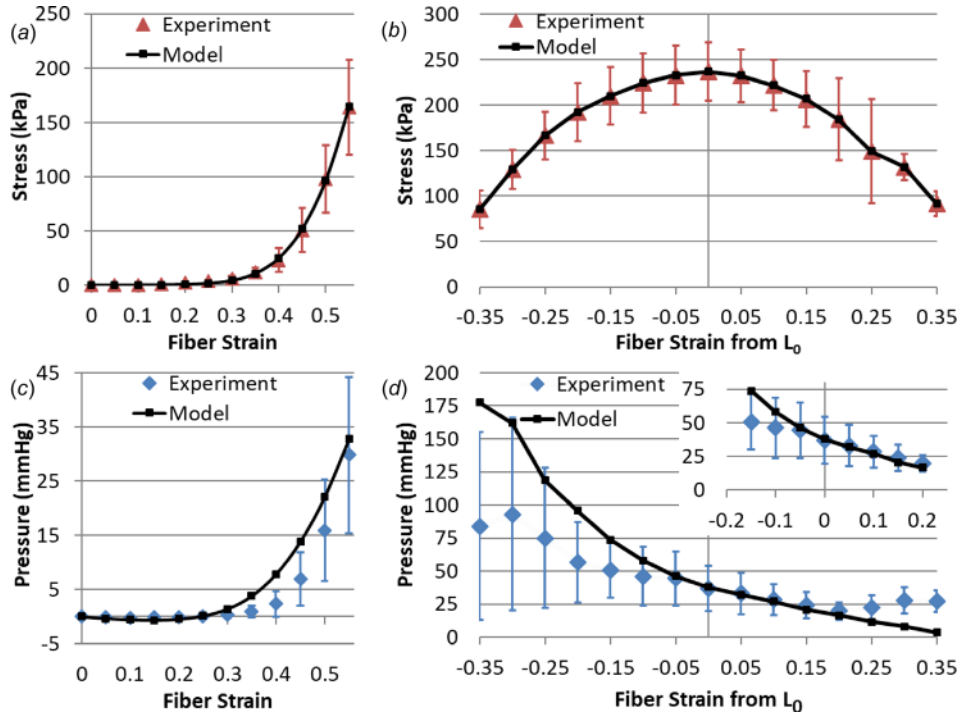 (a)
Experiment
Model
Stress (kPa)
250
200
150
100
50
0
0 0.1 0.2 0.3 0.4 0.5
Fiber Strain
(b)
Experiment
Model
Stress (kPa)
300
250
200
150
100
50
0
-0.35 -0.25 -0.15 -0.05 0.05 0.15 0.25 0.35
Fiber Strain from L₀
(c)
Experiment
Model
Pressure (mmHg)
45
35
25
15
5
-5
0 0.1 0.2 0.3 0.4 0.5
Fiber Strain
(d)
Experiment
Model
Pressure (mmHg)
200
175
150
125
100
75
50
25
0
-0.35 -0.25 -0.15 -0.05 0.05 0.15 0.25 0.35
Fiber Strain from L₀
75
50
25
0
-0.2 -0.1 0 0.1 0.2